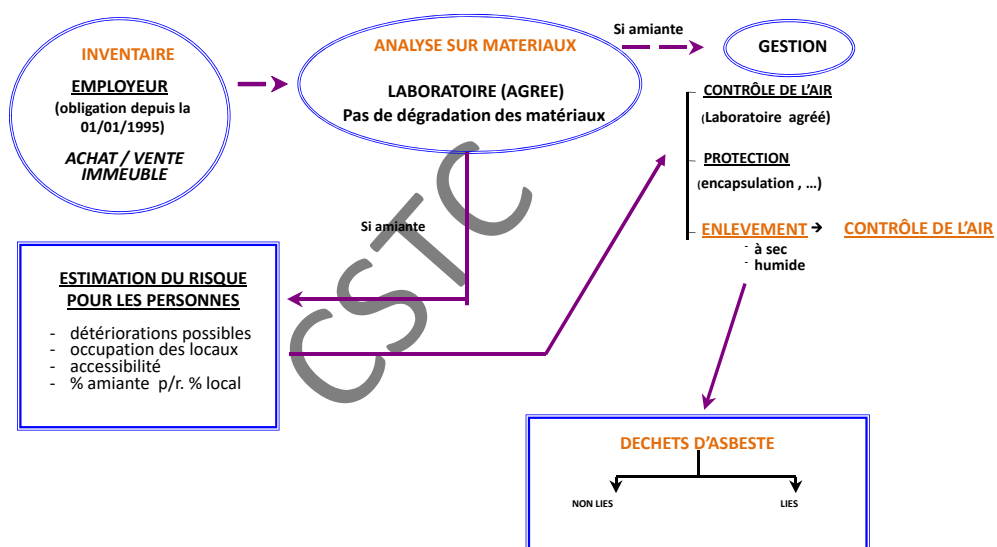 INVENTAIRE
EMPLOYEUR
(obligation depuis la
01/01/1995)
ACHAT / VENTE
IMMEUBLE
ANALYSE SUR MATERIAUX
LABORATOIRE (AGREE)
Pas de dégradation des matériaux
Si amiante
GESTION
- CONTRÔLE DE L'AIR
(Laboratoire agréé)
- PROTECTION
(encapsulation , ...)
- ENLEVEMENT → CONTRÔLE DE L'AIR
- à sec
- humide
Si amiante
ESTIMATION DU RISQUE
POUR LES PERSONNES
- détériorations possibles
- occupation des locaux
- accessibilité
- % amiante p/r. % local
CSTC
DECHETS D'ASBESTE
NON LIES
LIES